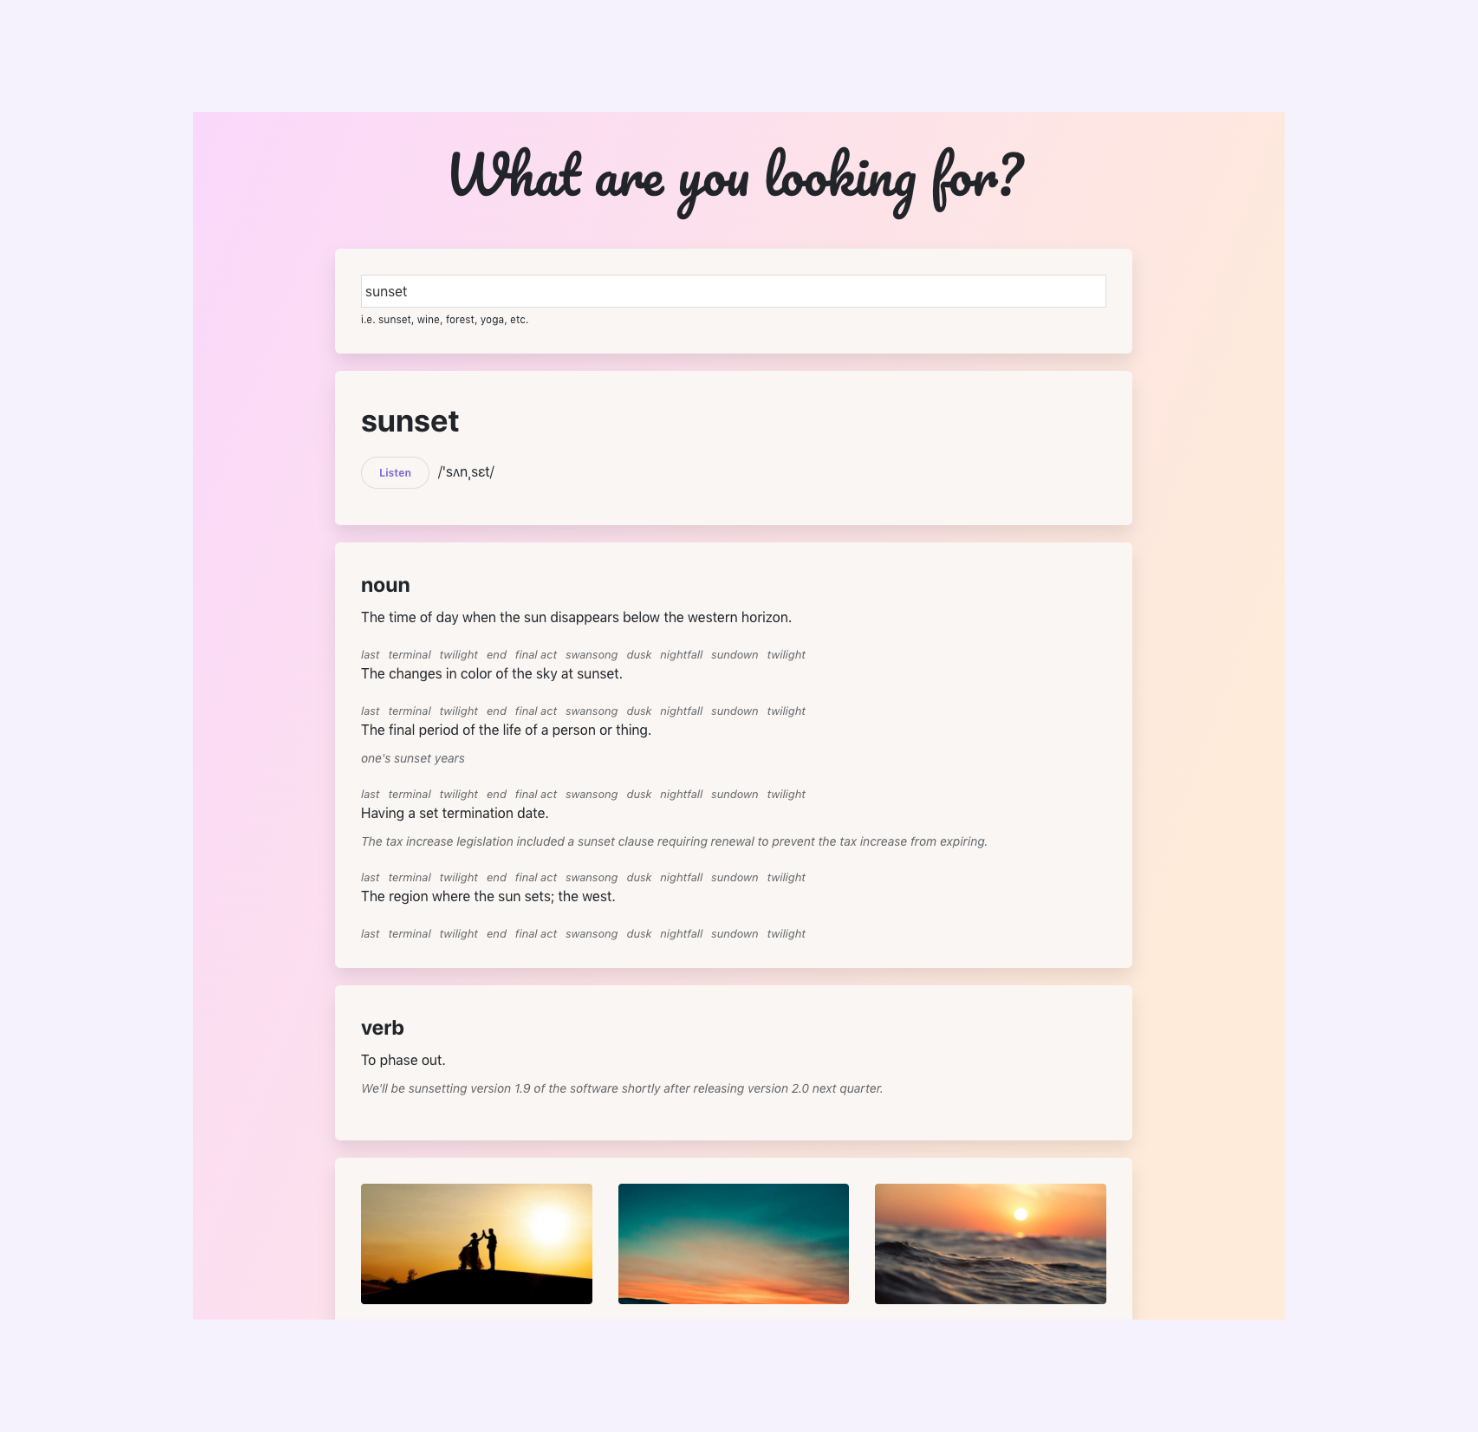 What are you looking for?
sunset
i.e. sunset, wine, forest, yoga, etc.
sunset
Listen /ˈsʌnˌsɛt/
noun
The time of day when the sun disappears below the western horizon.
last terminal twilight end final act swansong dusk nightfall sundown twilight
The changes in color of the sky at sunset.
last terminal twilight end final act swansong dusk nightfall sundown twilight
The final period of the life of a person or thing.
one's sunset years
last terminal twilight end final act swansong dusk nightfall sundown twilight
Having a set termination date.
The tax increase legislation included a sunset clause requiring renewal to prevent the tax increase from expiring.
last terminal twilight end final act swansong dusk nightfall sundown twilight
The region where the sun sets; the west.
last terminal twilight end final act swansong dusk nightfall sundown twilight
verb
To phase out.
We'll be sunsetting version 1.9 of the software shortly after releasing version 2.0 next quarter.